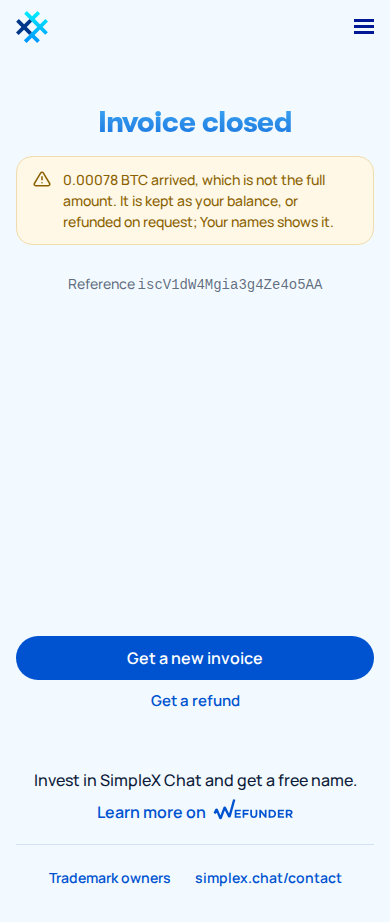 Invoice closed
0.00078 BTC arrived, which is not the full
amount. It is kept as your balance, or
refunded on request; Your names shows it.
Reference iscV1dW4Mgia3g4Ze4o5AA
Get a new invoice
Get a refund
Invest in SimpleX Chat and get a free name.
Learn more on WEFUNDER
Trademark owners simplex.chat/contact